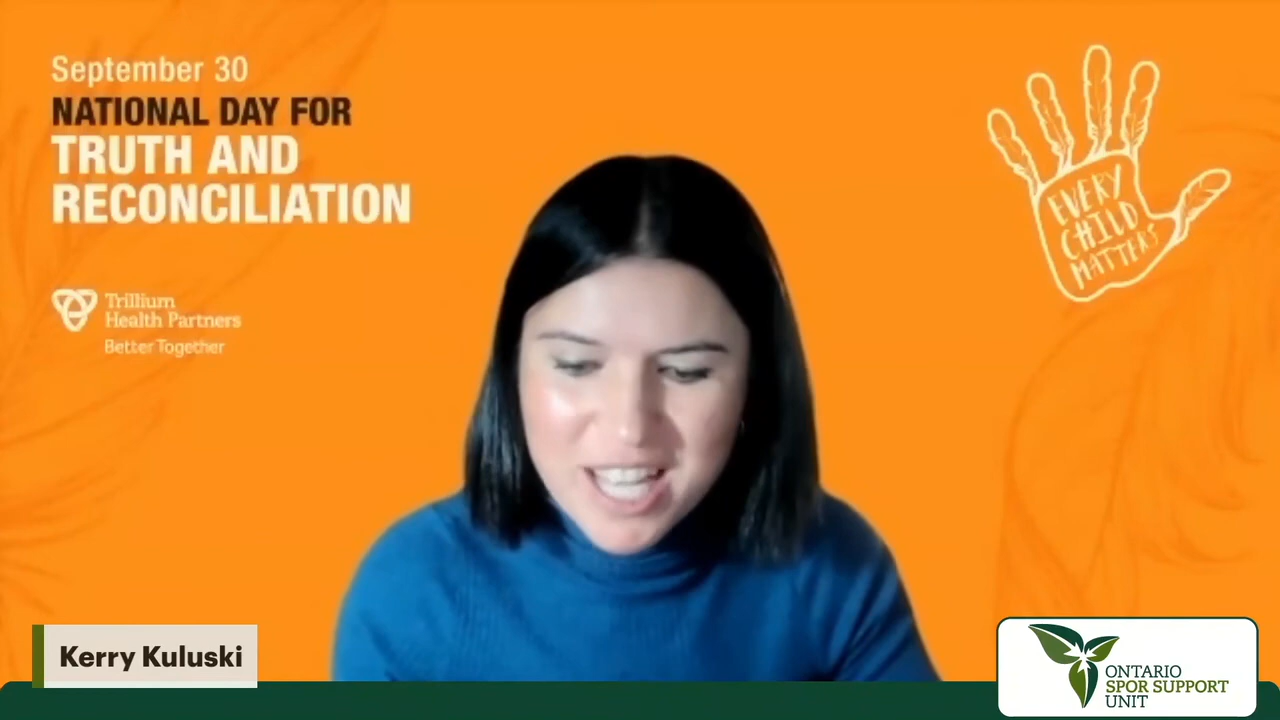 September 30
NATIONAL DAY FOR
TRUTH AND
RECONCILIATION
Trillium
Health Partners
Better Together
EVERY
CHILD
MATTERS
Kerry Kuluski
ONTARIO
SPOR SUPPORT
UNIT